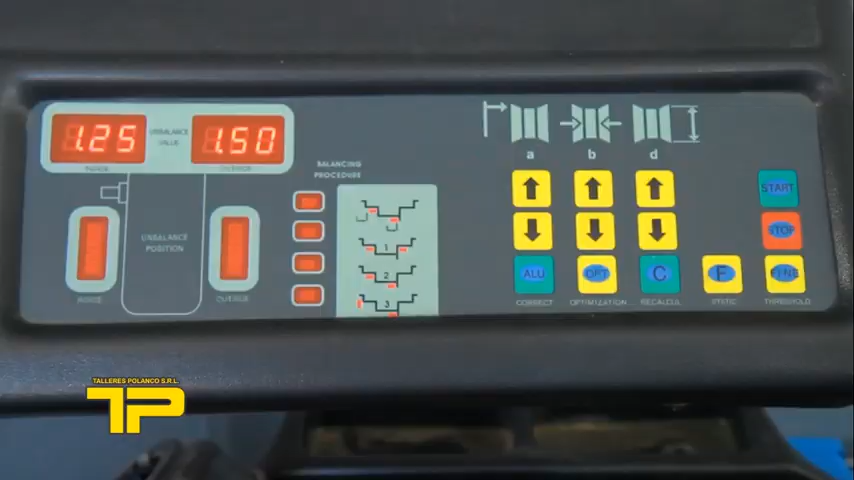 1.25
1.50
UNBALANCE
VALUE
INSIDE
OUTSIDE
BALANCING
PROCEDURE
UNBALANCE
POSITION
INSIDE
OUTSIDE
1
2
3
a
b
d
START
STOP
ALU
OPT
C
F
FINE
CORRECT
OPTIMIZATION
RECALCUL
STATIC
THRESHOLD
TALLERES POLANCO S.R.L.
TP